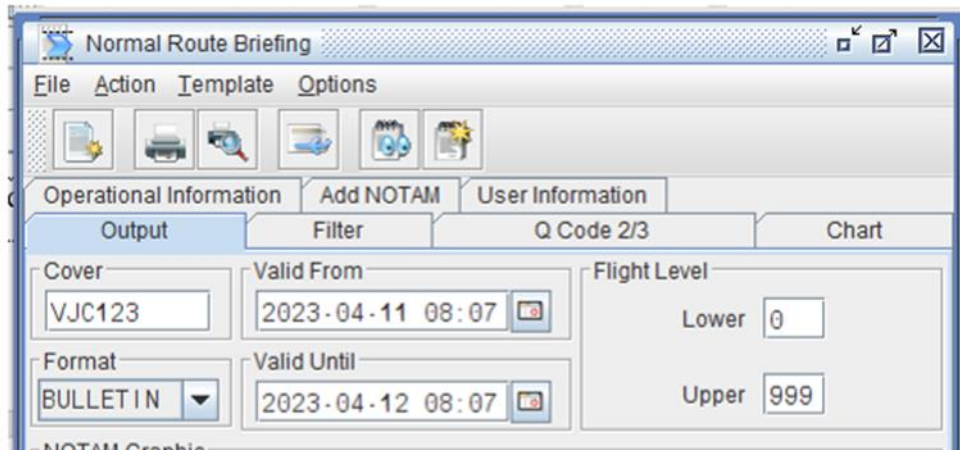 Normal Route Briefing
File Action Template Options
Operational Information Add NOTAM User Information
Output Filter Q Code 2/3 Chart
Cover Valid From Flight Level
VJC123 2023-04-11 08:07 Lower 0
Format Valid Until
BULLETIN 2023-04-12 08:07 Upper 999
NOTAM Graphic